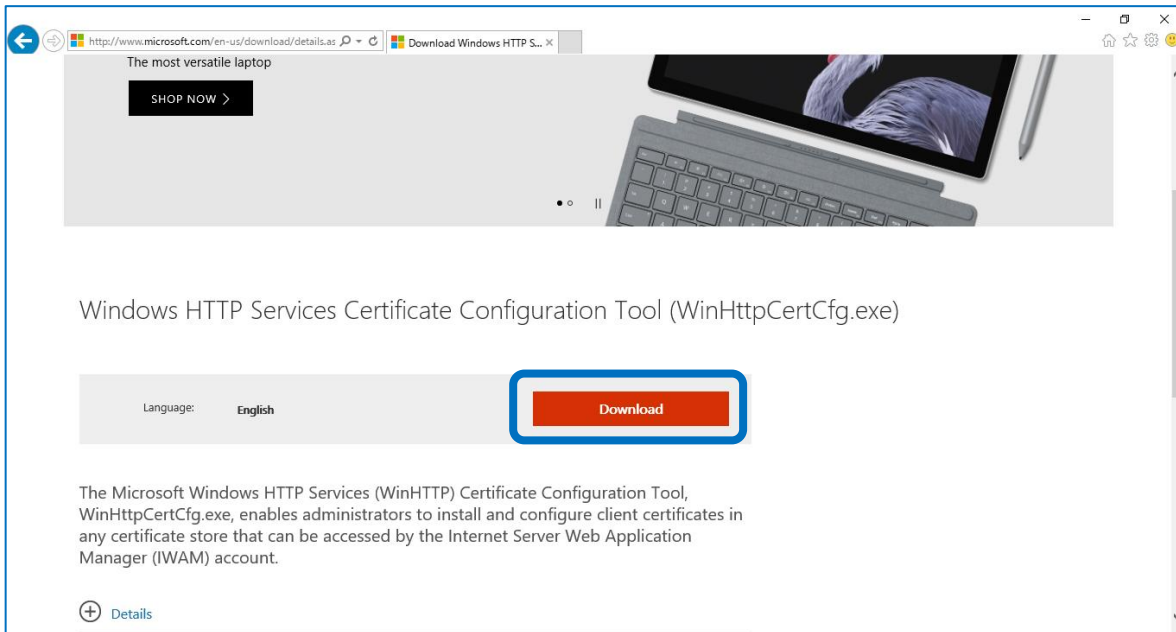 http://www.microsoft.com/en-us/download/details.as
Download Windows HTTP S...
The most versatile laptop
SHOP NOW
Windows HTTP Services Certificate Configuration Tool (WinHttpCertCfg.exe)
Language: English Download
The Microsoft Windows HTTP Services (WinHTTP) Certificate Configuration Tool,
WinHttpCertCfg.exe, enables administrators to install and configure client certificates in
any certificate store that can be accessed by the Internet Server Web Application
Manager (IWAM) account.
Details